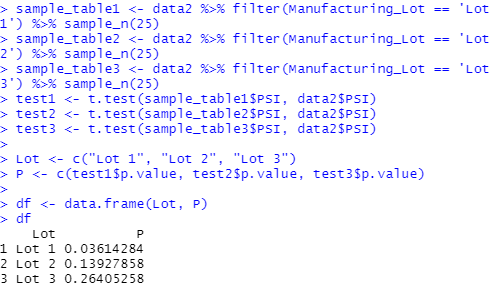 > sample_table1 <- data2 %>% filter(Manufacturing_Lot == 'Lot
1') %>% sample_n(25)
> sample_table2 <- data2 %>% filter(Manufacturing_Lot == 'Lot
2') %>% sample_n(25)
> sample_table3 <- data2 %>% filter(Manufacturing_Lot == 'Lot
3') %>% sample_n(25)
> test1 <- t.test(sample_table1$PSI, data2$PSI)
> test2 <- t.test(sample_table2$PSI, data2$PSI)
> test3 <- t.test(sample_table3$PSI, data2$PSI)
>
> Lot <- c("Lot 1", "Lot 2", "Lot 3")
> P <- c(test1$p.value, test2$p.value, test3$p.value)
>
> df <- data.frame(Lot, P)
> df
Lot P
1 Lot 1 0.03614284
2 Lot 2 0.13927858
3 Lot 3 0.26405258